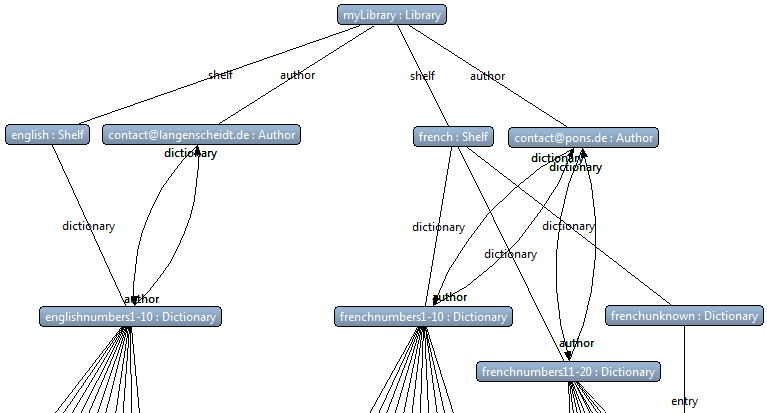 myLibrary : Library
shelf
author
shelf
author
english : Shelf
contact@langenscheidt.de : Author
french : Shelf
contact@pons.de : Author
dictionary
dictionary
dictionary
dictionary
dictionary
dictionary
dictionary
author
author
englishnumbers1-10 : Dictionary
frenchnumbers1-10 : Dictionary
frenchunknown : Dictionary
author
frenchnumbers11-20 : Dictionary
entry